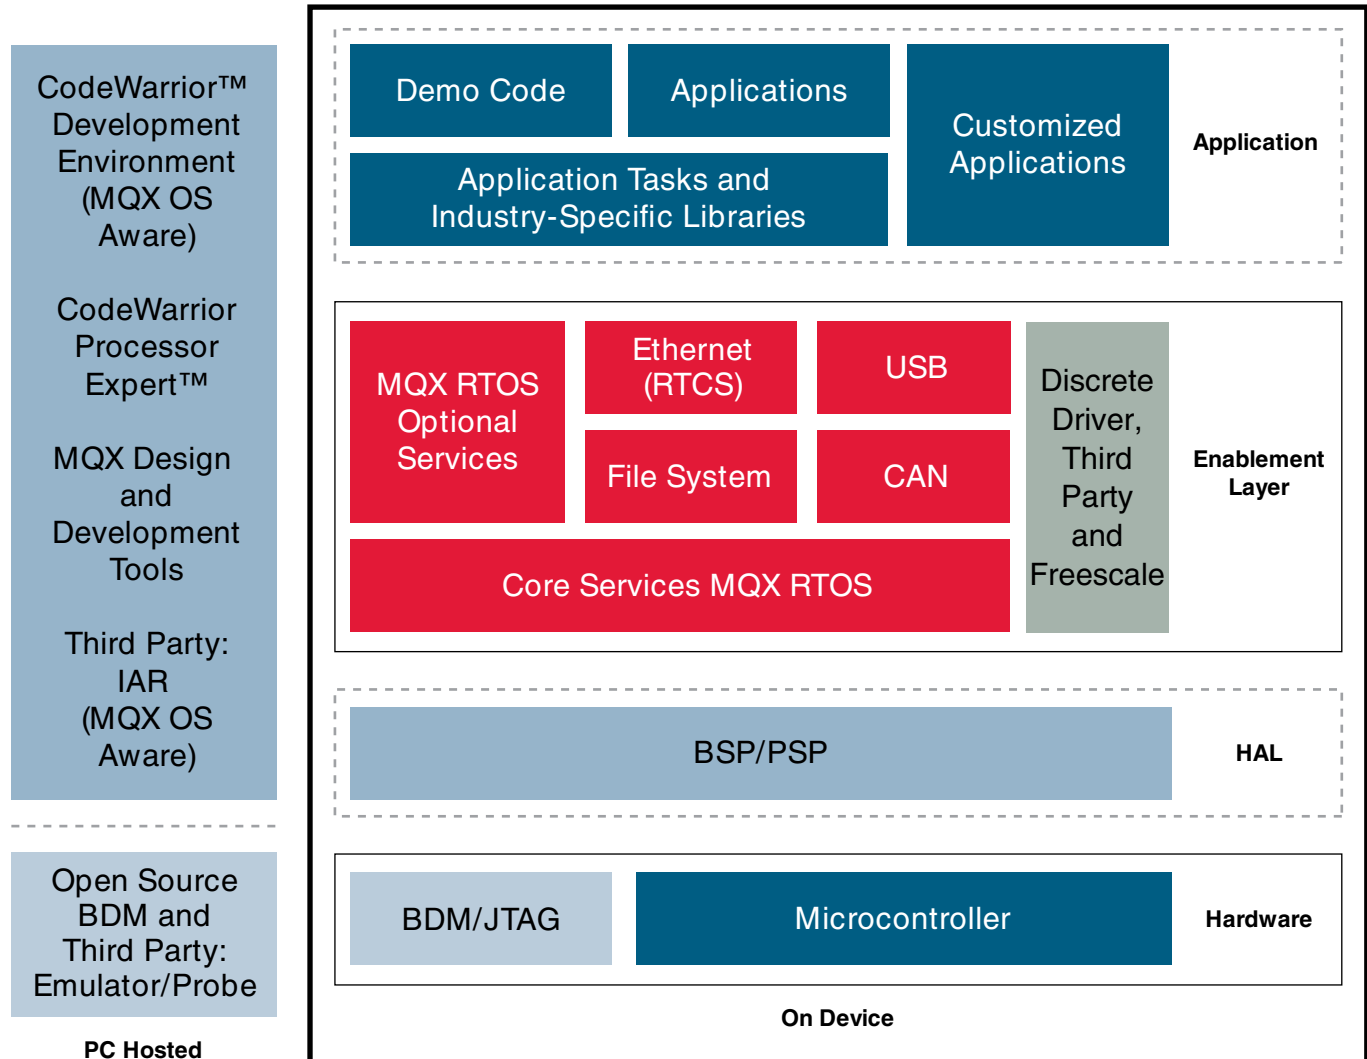 CodeWarrior™
Development
Environment
(MQX OS
Aware)
CodeWarrior
Processor
Expert™
MQX Design
and
Development
Tools
Third Party:
IAR
(MQX OS
Aware)
Open Source
BDM and
Third Party:
Emulator/Probe
PC Hosted
Demo Code
Applications
Application Tasks and
Industry-Specific Libraries
Customized
Applications
Application
MQX RTOS
Optional
Services
Ethernet
(RTCS)
USB
File System
CAN
Core Services MQX RTOS
Discrete
Driver,
Third
Party
and
Freescale
Enablement
Layer
BSP/PSP
HAL
BDM/JTAG
Microcontroller
Hardware
On Device